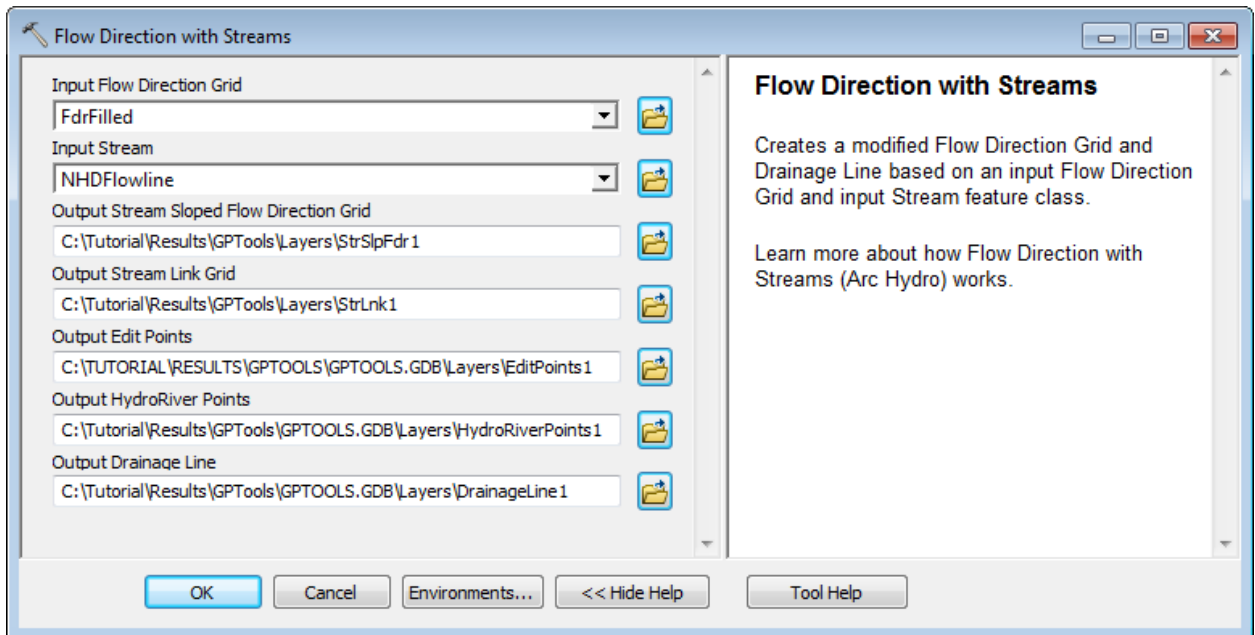 Flow Direction with Streams
Input Flow Direction Grid
FdrFilled
Input Stream
NHDFlowline
Output Stream Sloped Flow Direction Grid
C:\Tutorial\Results\GPTools\Layers\StrSlpFdr1
Output Stream Link Grid
C:\Tutorial\Results\GPTools\Layers\StrLnk1
Output Edit Points
C:\TUTORIAL\RESULTS\GPTOOLS\GPTOOLS.GDB\Layers\EditPoints1
Output HydroRiver Points
C:\Tutorial\Results\GPTools\GPTOOLS.GDB\Layers\HydroRiverPoints1
Output Drainage Line
C:\Tutorial\Results\GPTools\GPTOOLS.GDB\Layers\DrainageLine1
Flow Direction with Streams
Creates a modified Flow Direction Grid and
Drainage Line based on an input Flow Direction
Grid and input Stream feature class.
Learn more about how Flow Direction with
Streams (Arc Hydro) works.
OK
Cancel
Environments...
<< Hide Help
Tool Help